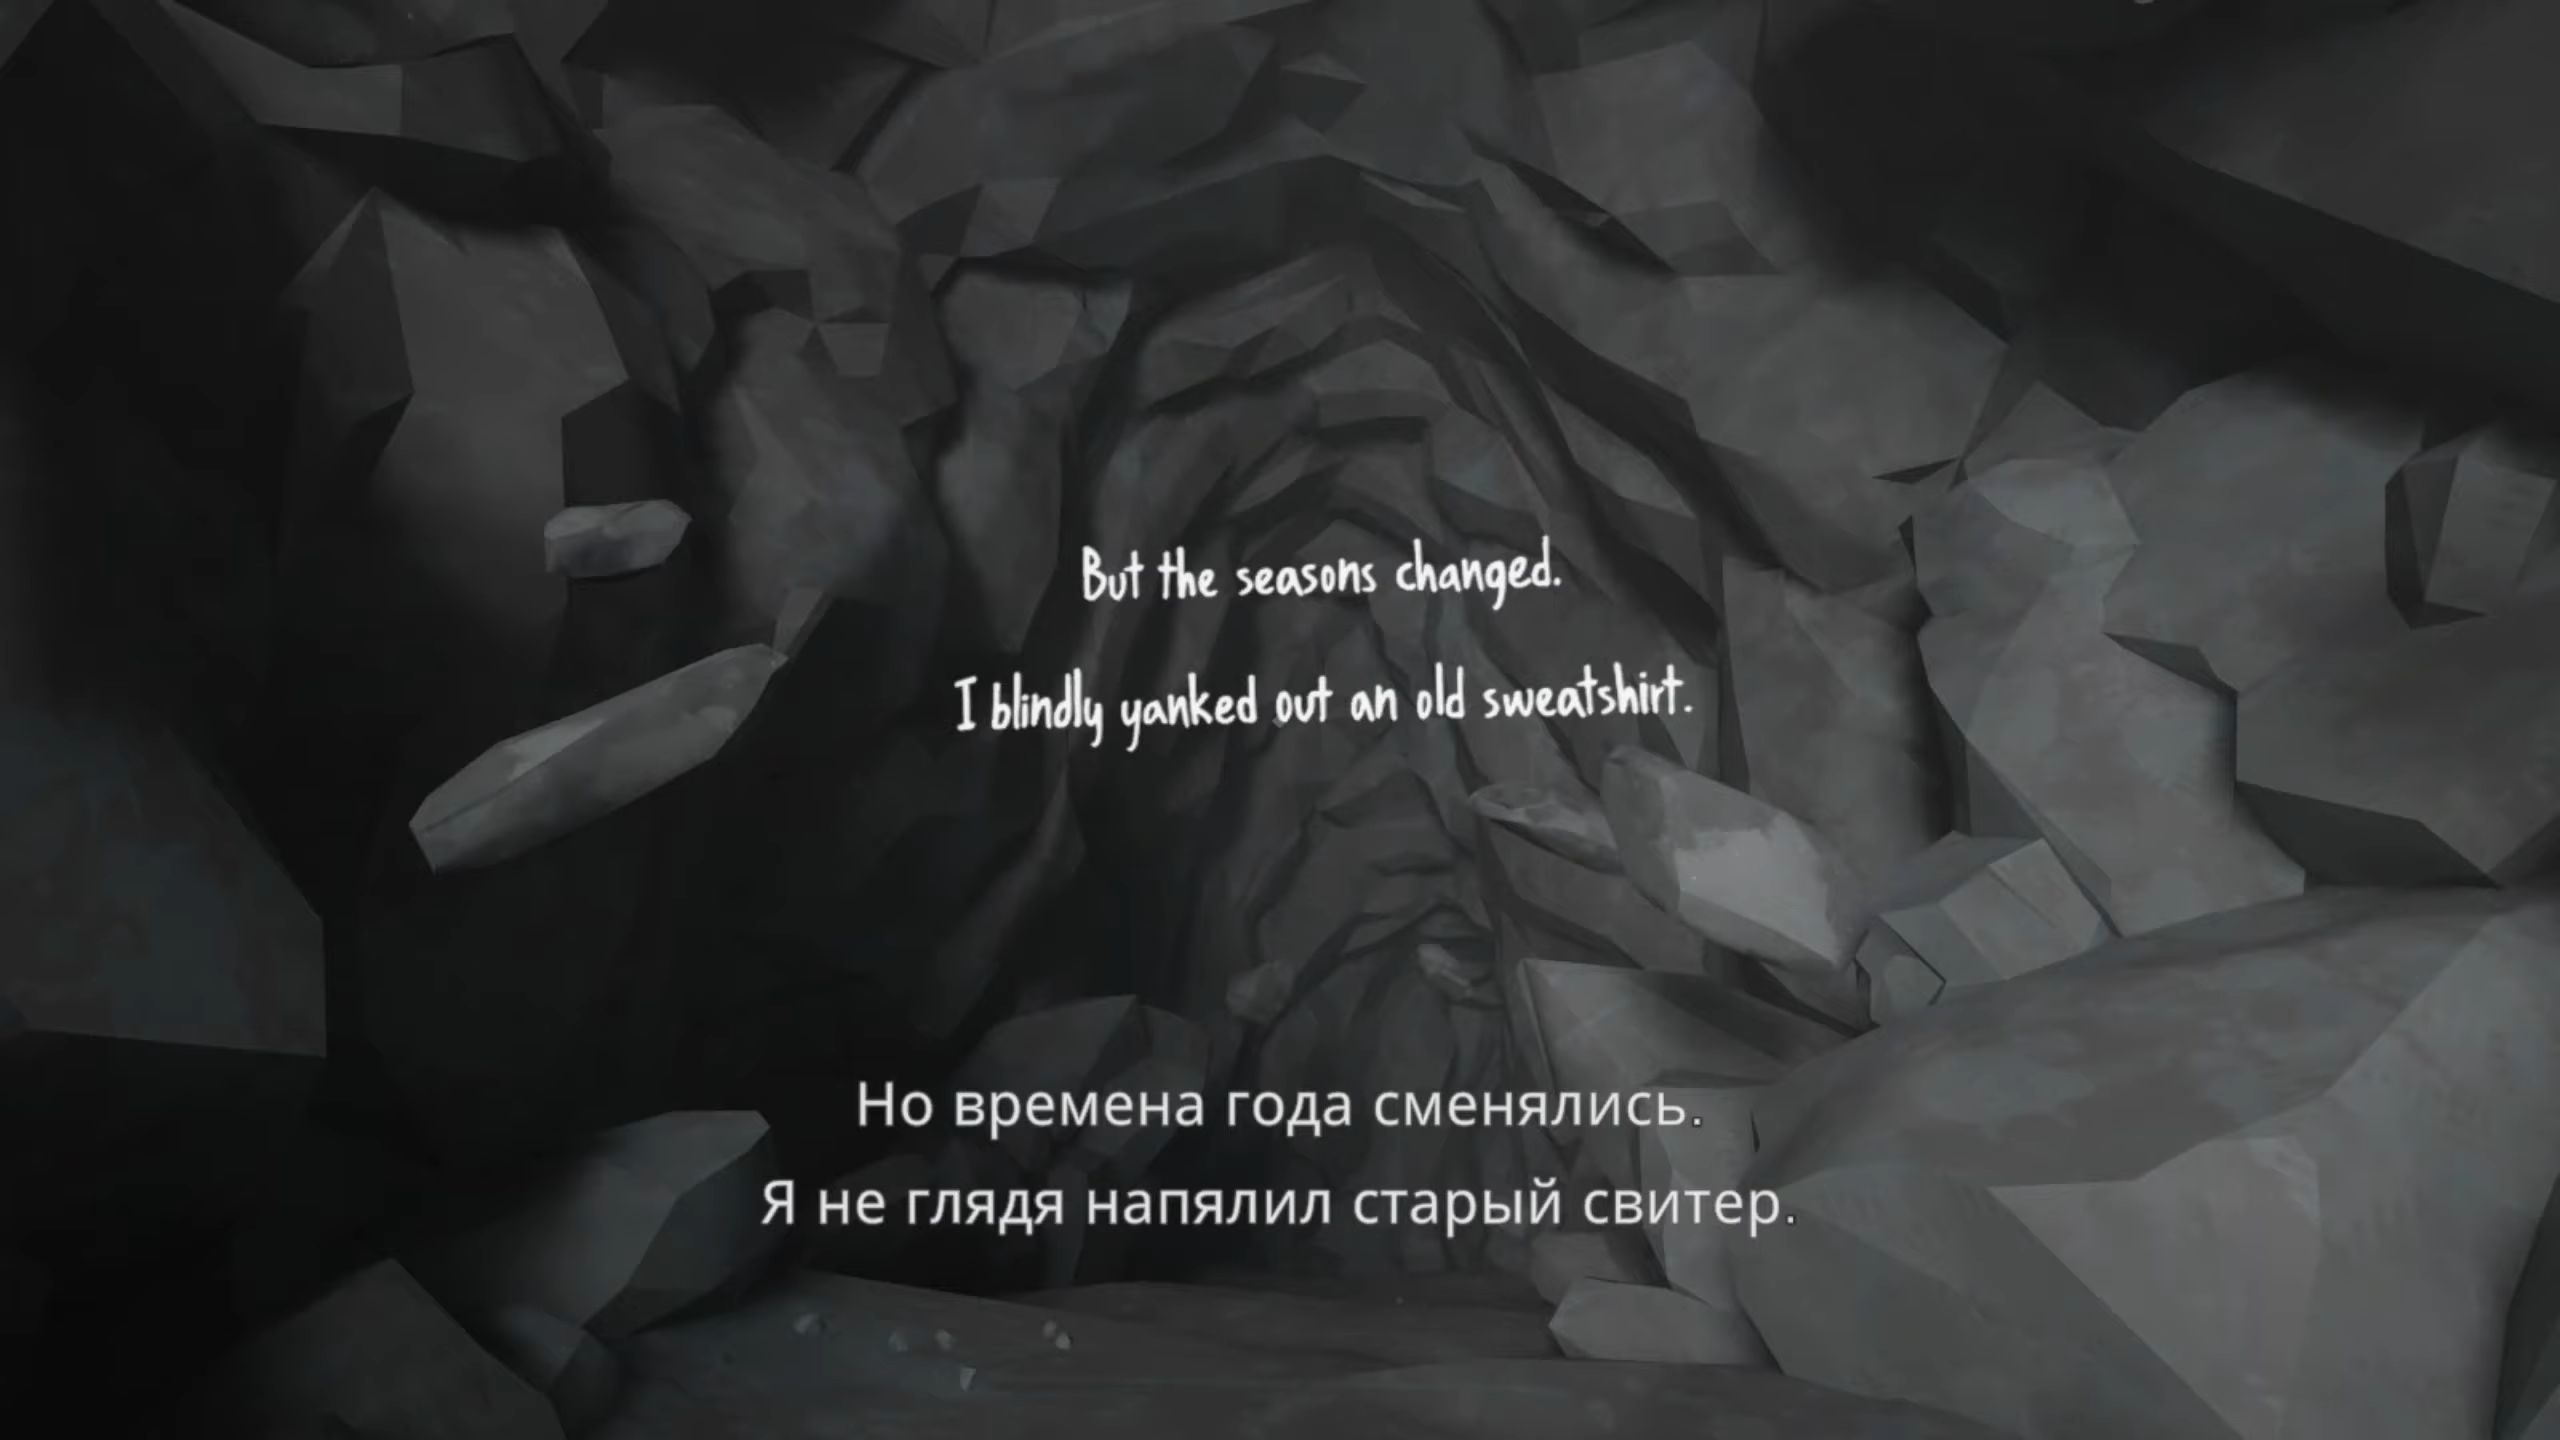 But the seasons changed.
I blindly yanked out an old sweatshirt.
Но времена года сменялись.
Я не глядя напялил старый свитер.